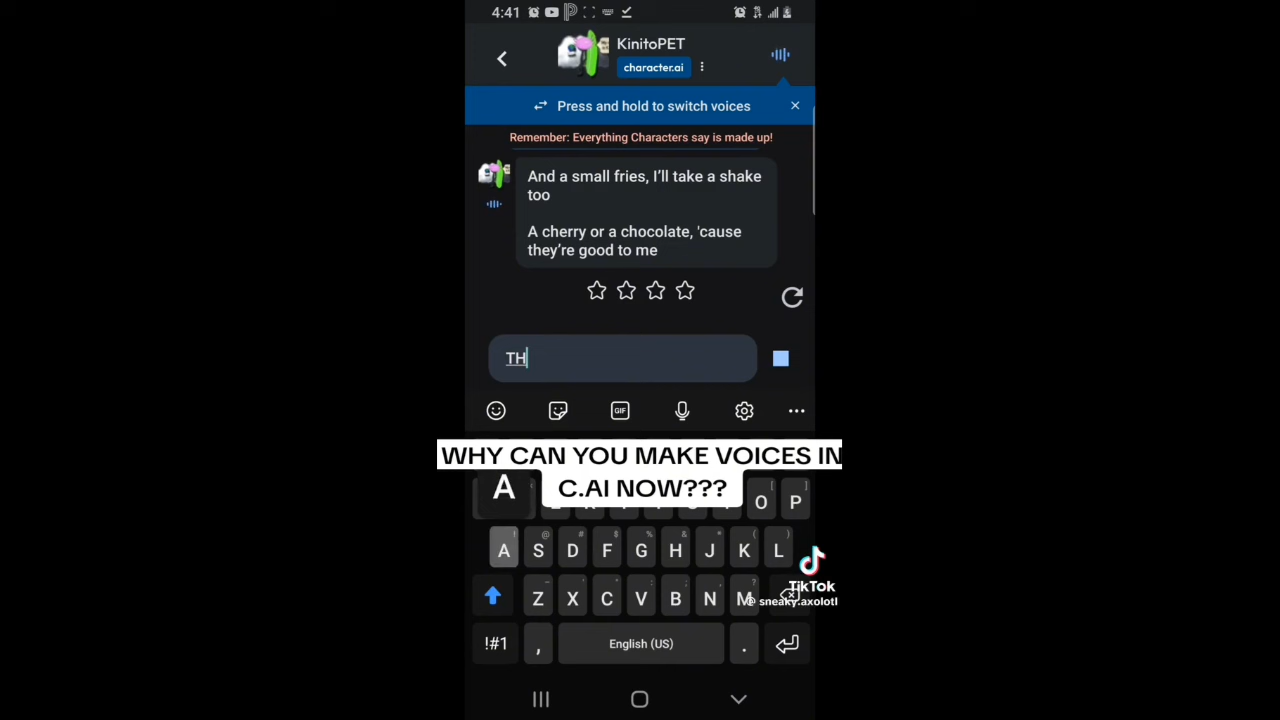 4:41
KinitoPET
character.ai
Press and hold to switch voices
Remember: Everything Characters say is made up!
And a small fries, I'll take a shake
too
A cherry or a chocolate, 'cause
they're good to me
TH
GIF
WHY CAN YOU MAKE VOICES IN
C.AI NOW???
A
O P
A S D F G H J K L
Z X C V B N M
TikTok
@ sneaky.axolotl
!#1 , English (US) .